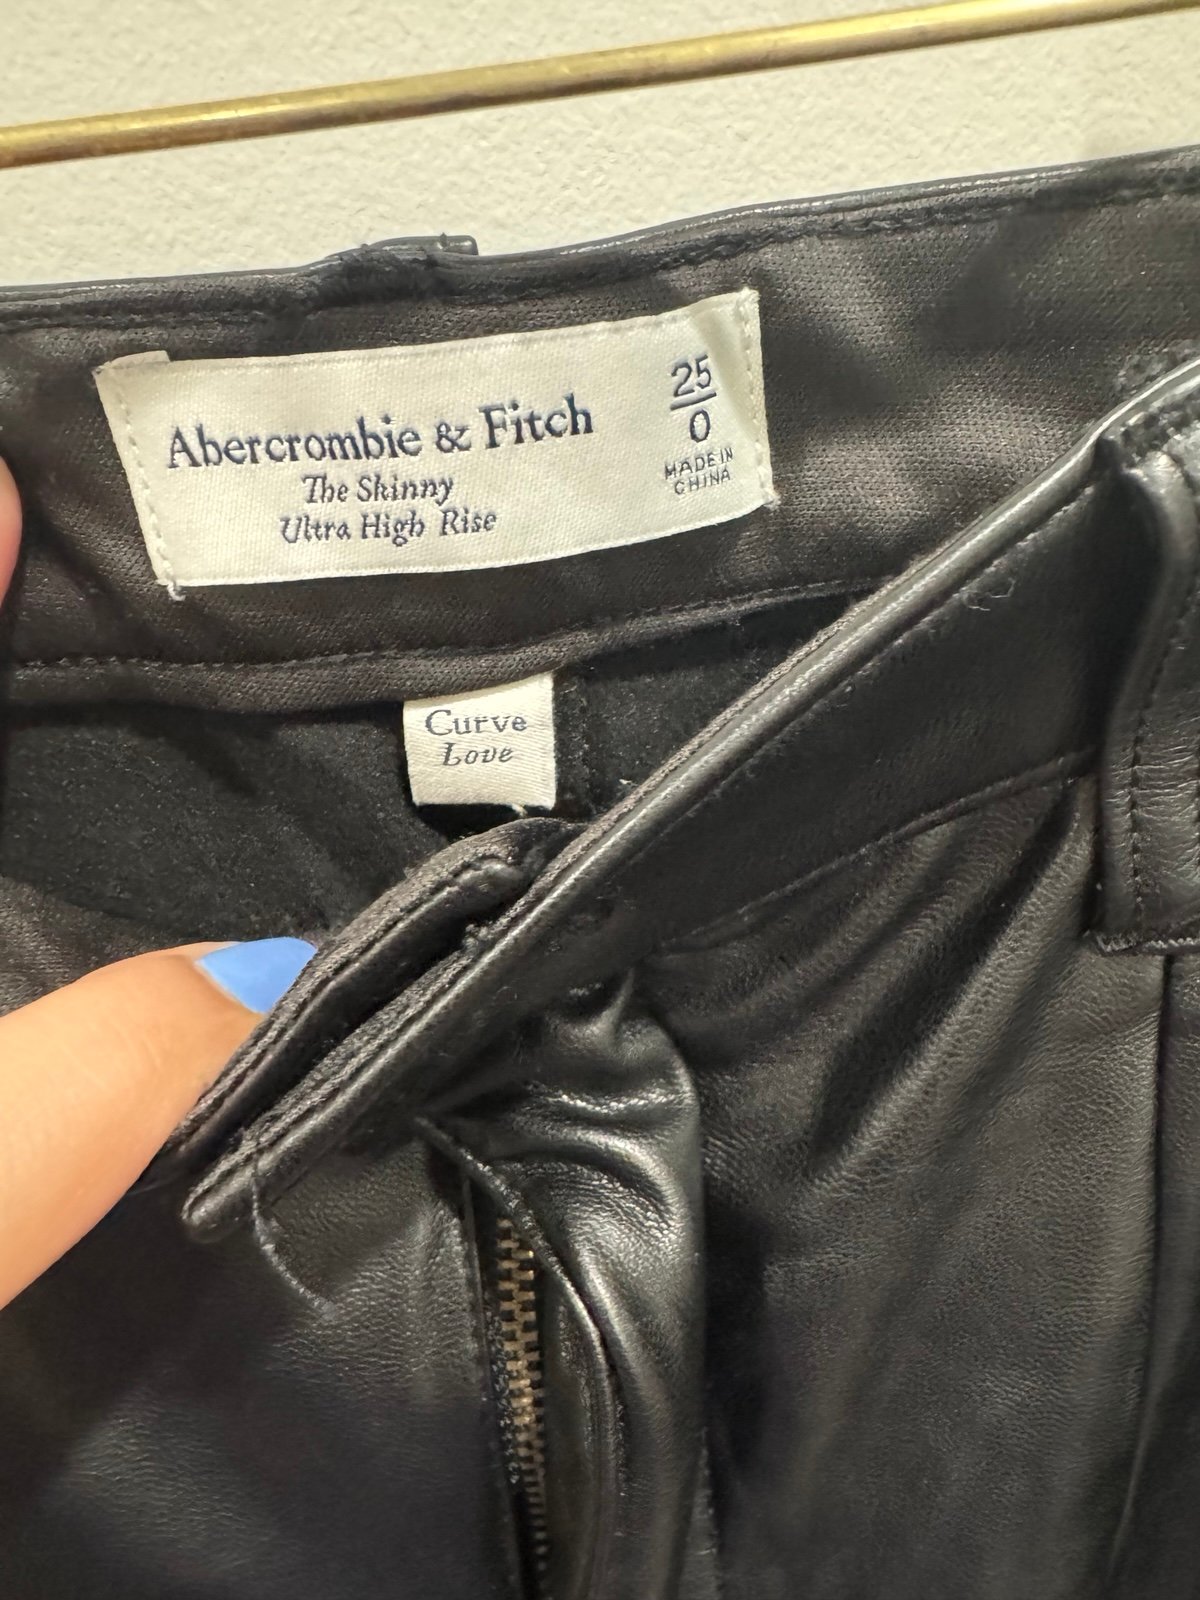 Abercrombie & Fitch
The Skinny
Ultra High Rise
25
0
MADE IN
CHINA
Curve
Love